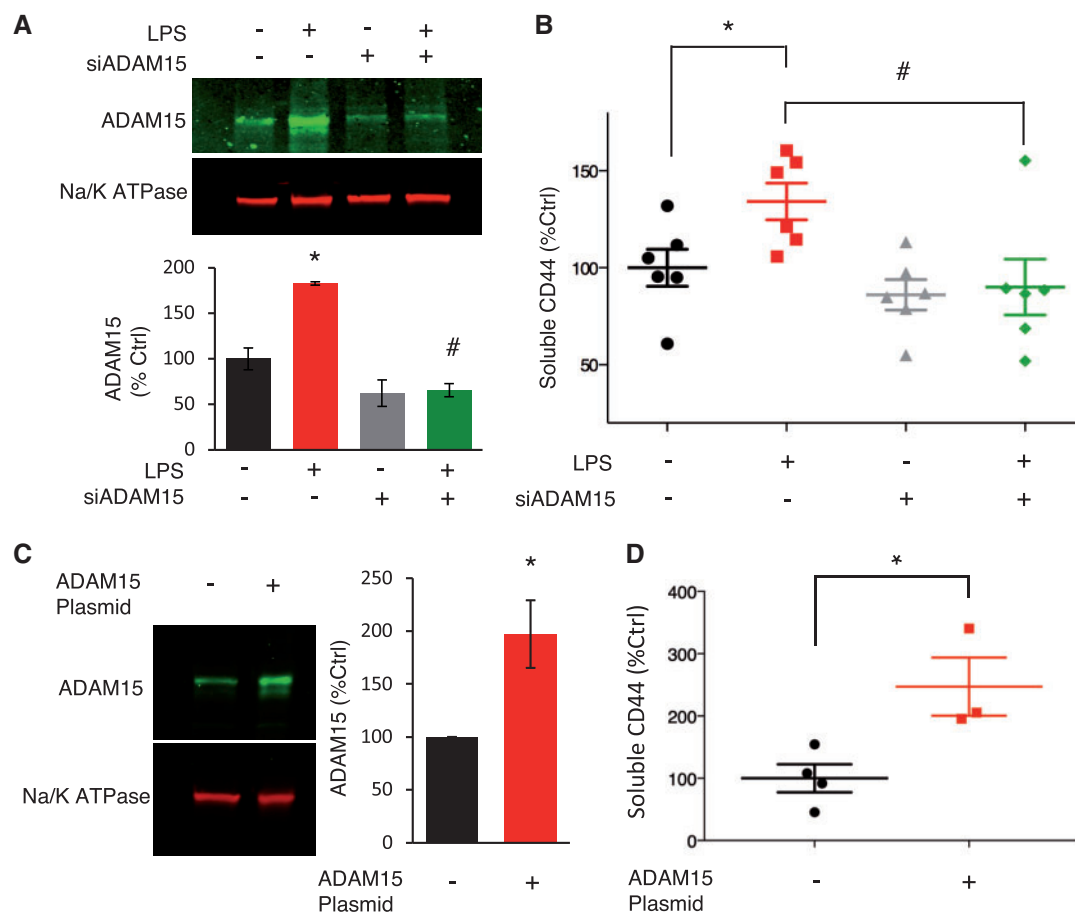 A
LPS - + - +
siADAM15 - - + +
ADAM15
Na/K ATPase
*
#
200
150
100
50
0
ADAM15
(% Ctrl)
LPS - + - +
siADAM15 - - + +
B
*
#
150
100
50
Soluble CD44 (%Ctrl)
LPS - + - +
siADAM15 - - + +
C
ADAM15
Plasmid - +
ADAM15
Na/K ATPase
*
250
200
150
100
50
0
ADAM15 (%Ctrl)
ADAM15
Plasmid - +
D
*
400
300
200
100
0
Soluble CD44 (%Ctrl)
ADAM15
Plasmid - +